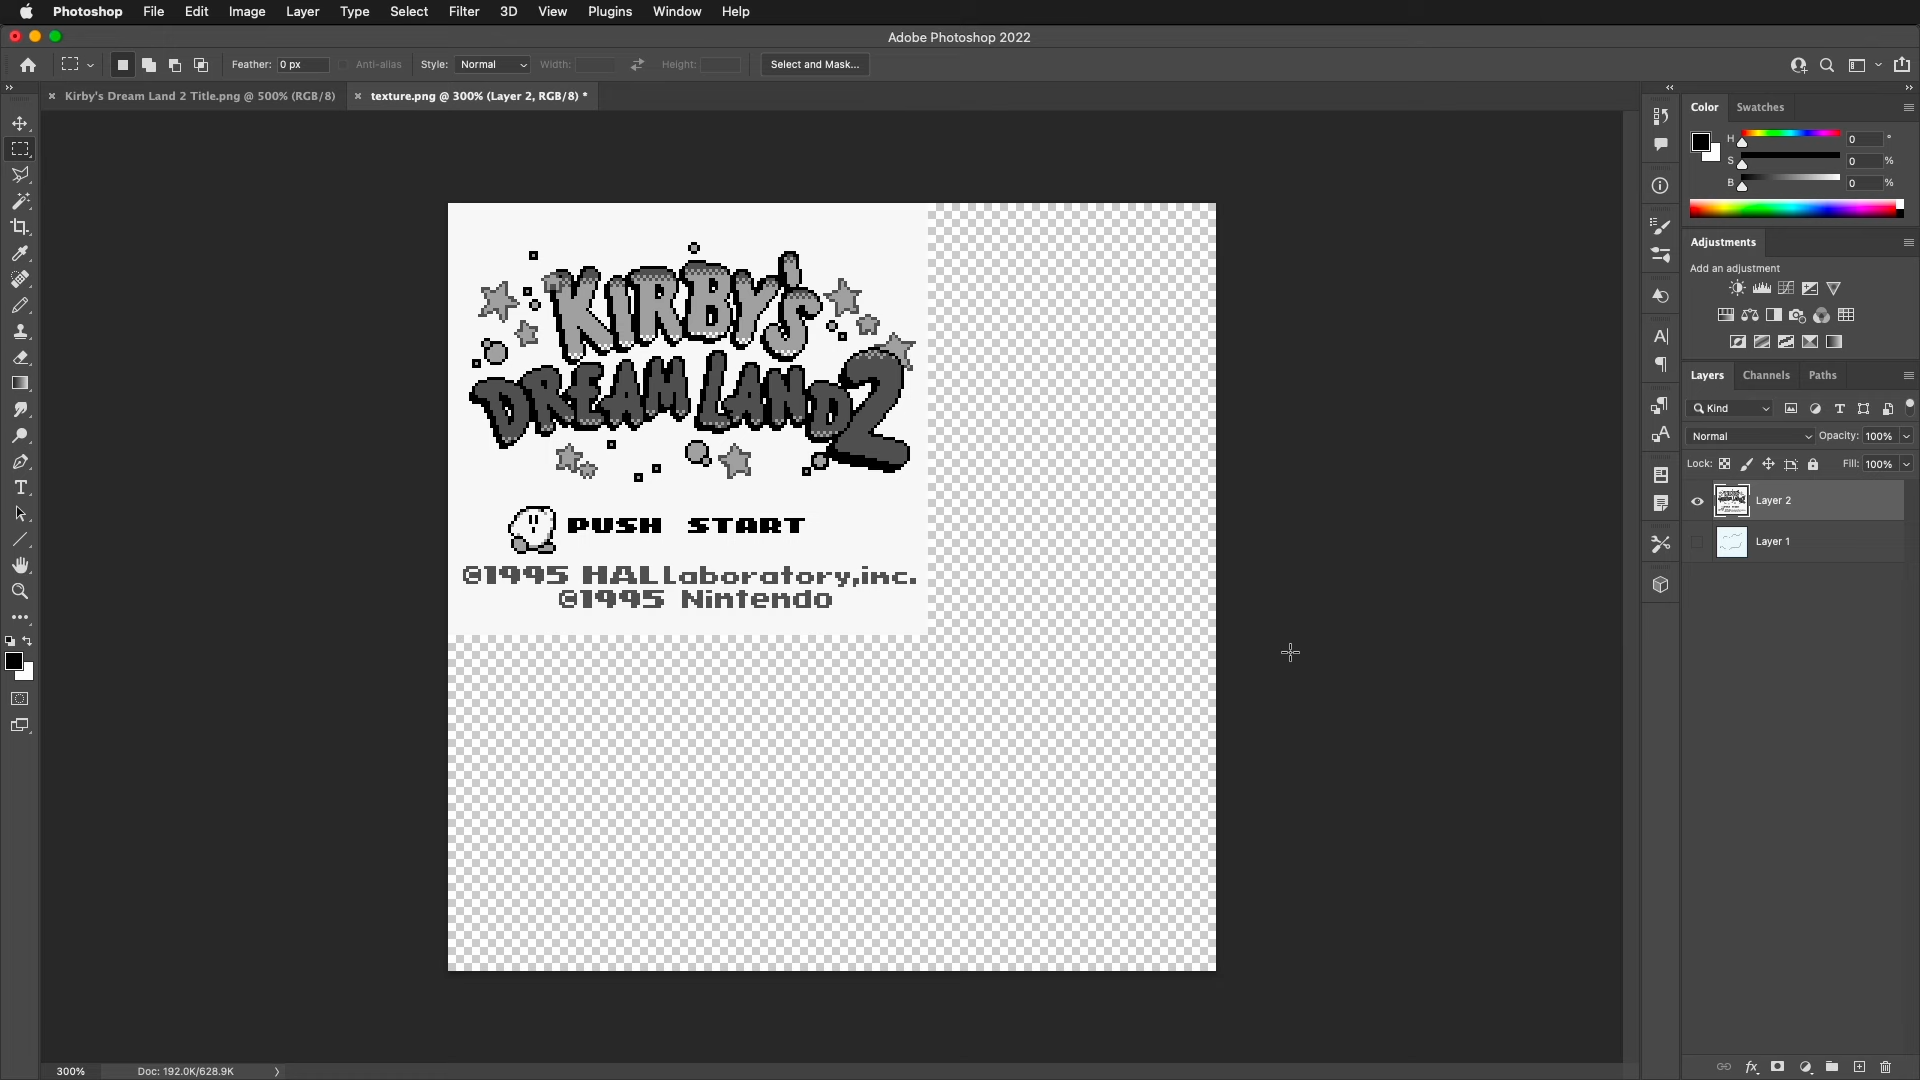 Photoshop File Edit Image Layer Type Select Filter 3D View Plugins Window Help
Adobe Photoshop 2022
Feather: 0 px Anti-alias Style: Normal Width: Height: Select and Mask...
Kirby's Dream Land 2 Title.png @ 500% (RGB/8) texture.png @ 300% (Layer 2, RGB/8) *
Color Swatches
H 0 °
S 0 %
B 0 %
Adjustments
Add an adjustment
Layers Channels Paths
Kind
Normal Opacity: 100%
Lock: Fill: 100%
Layer 2
Layer 1
KIRBY'S
DREAM LAND 2
PUSH START
©1995 HALLaboratory,inc.
©1995 Nintendo
300% Doc: 192.0K/628.9K